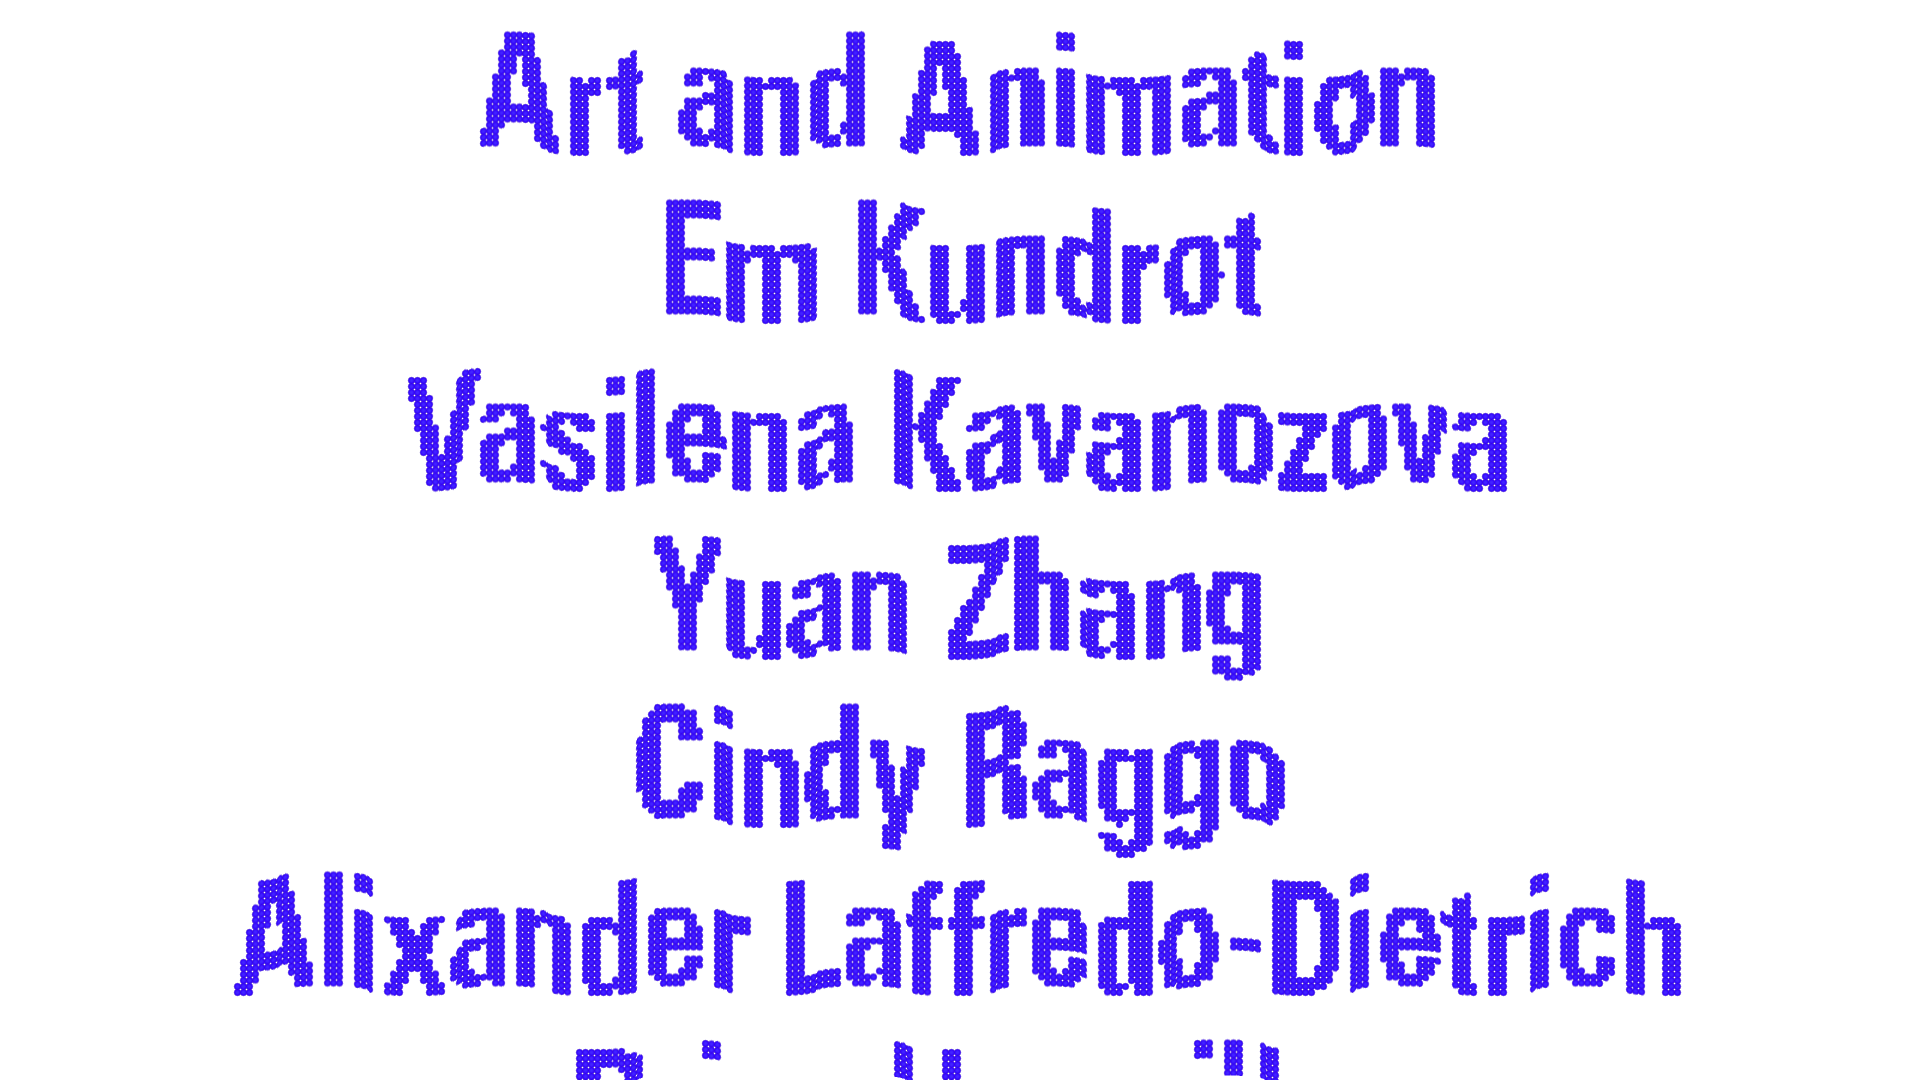 Art and Animation
Em Kundrot
Vasilena Kavanozova
Yuan Zhang
Cindy Raggo
Alixander Laffredo-Dietrich